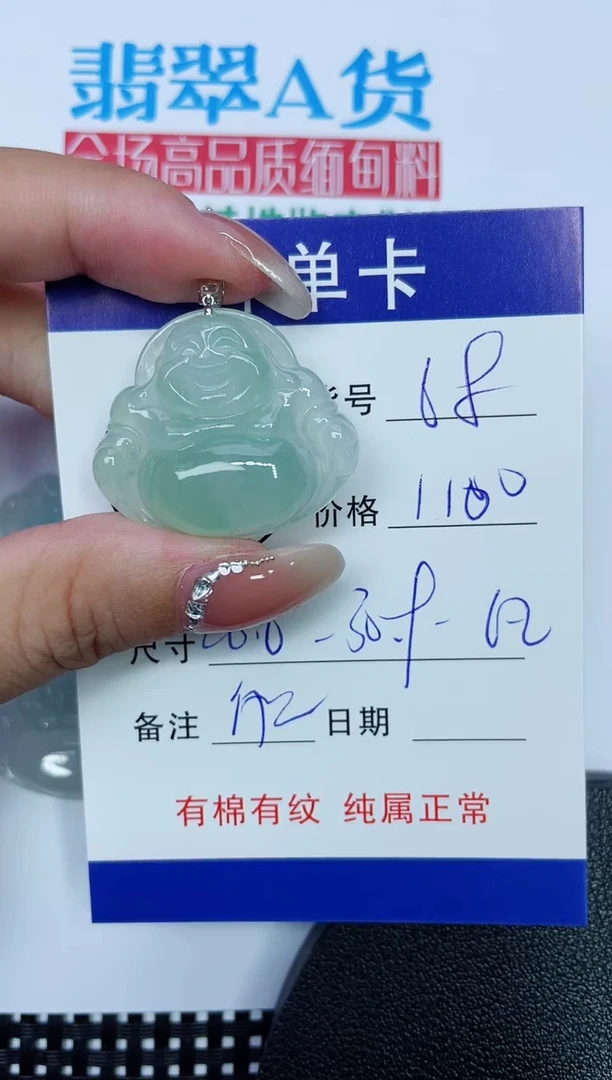 翡翠A货
全场高品质缅甸料
单卡
货号 68
价格 1100
尺寸
备注 日期
有棉有纹 纯属正常